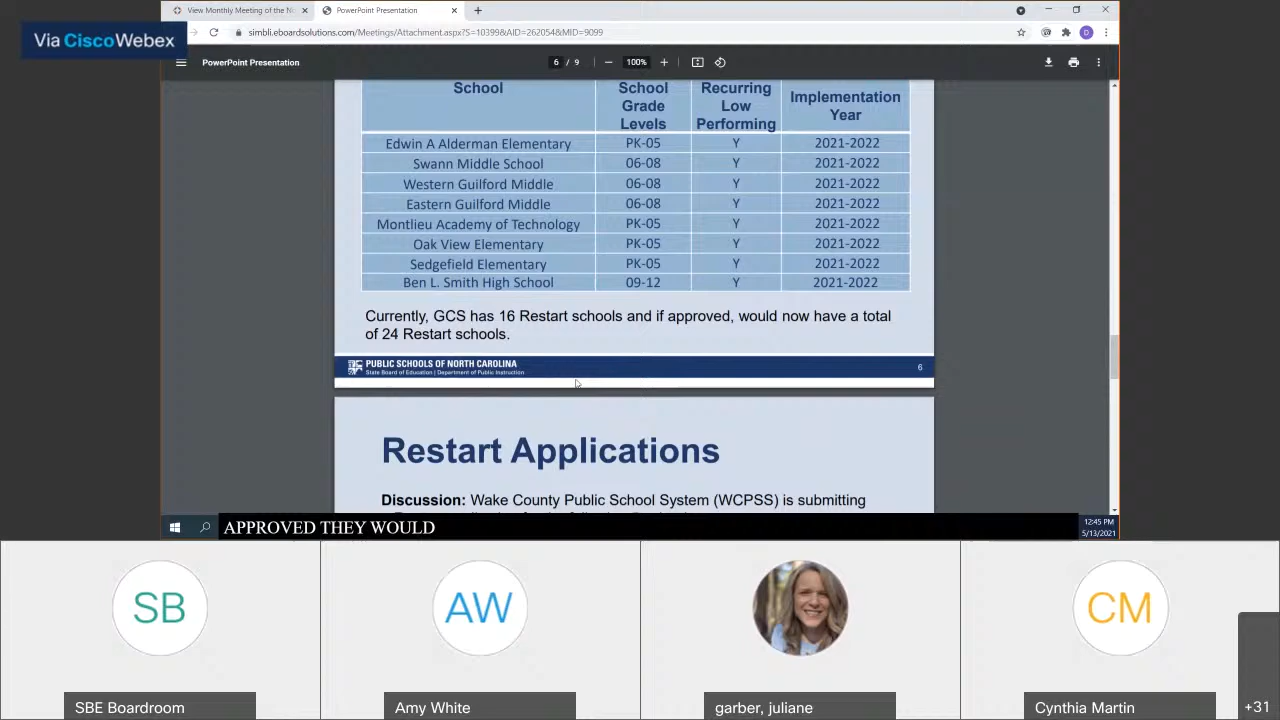 View Monthly Meeting of the No
PowerPoint Presentation
Via Cisco Webex
simbli.eboardsolutions.com/Meetings/Attachment.aspx?S=10399&AID=262054&MID=9099
D
PowerPoint Presentation
6 / 9
100%
School
School Grade Levels
Recurring Low Performing
Implementation Year
Edwin A Alderman Elementary PK-05 Y 2021-2022
Swann Middle School 06-08 Y 2021-2022
Western Guilford Middle 06-08 Y 2021-2022
Eastern Guilford Middle 06-08 Y 2021-2022
Montlieu Academy of Technology PK-05 Y 2021-2022
Oak View Elementary PK-05 Y 2021-2022
Sedgefield Elementary PK-05 Y 2021-2022
Ben L. Smith High School 09-12 Y 2021-2022
Currently, GCS has 16 Restart schools and if approved, would now have a total
of 24 Restart schools.
PUBLIC SCHOOLS OF NORTH CAROLINA
State Board of Education | Department of Public Instruction
6
Restart Applications
Discussion: Wake County Public School System (WCPSS) is submitting
APPROVED THEY WOULD
12:45 PM
5/13/2021
SB
AW
CM
SBE Boardroom
Amy White
garber, juliane
Cynthia Martin
+31